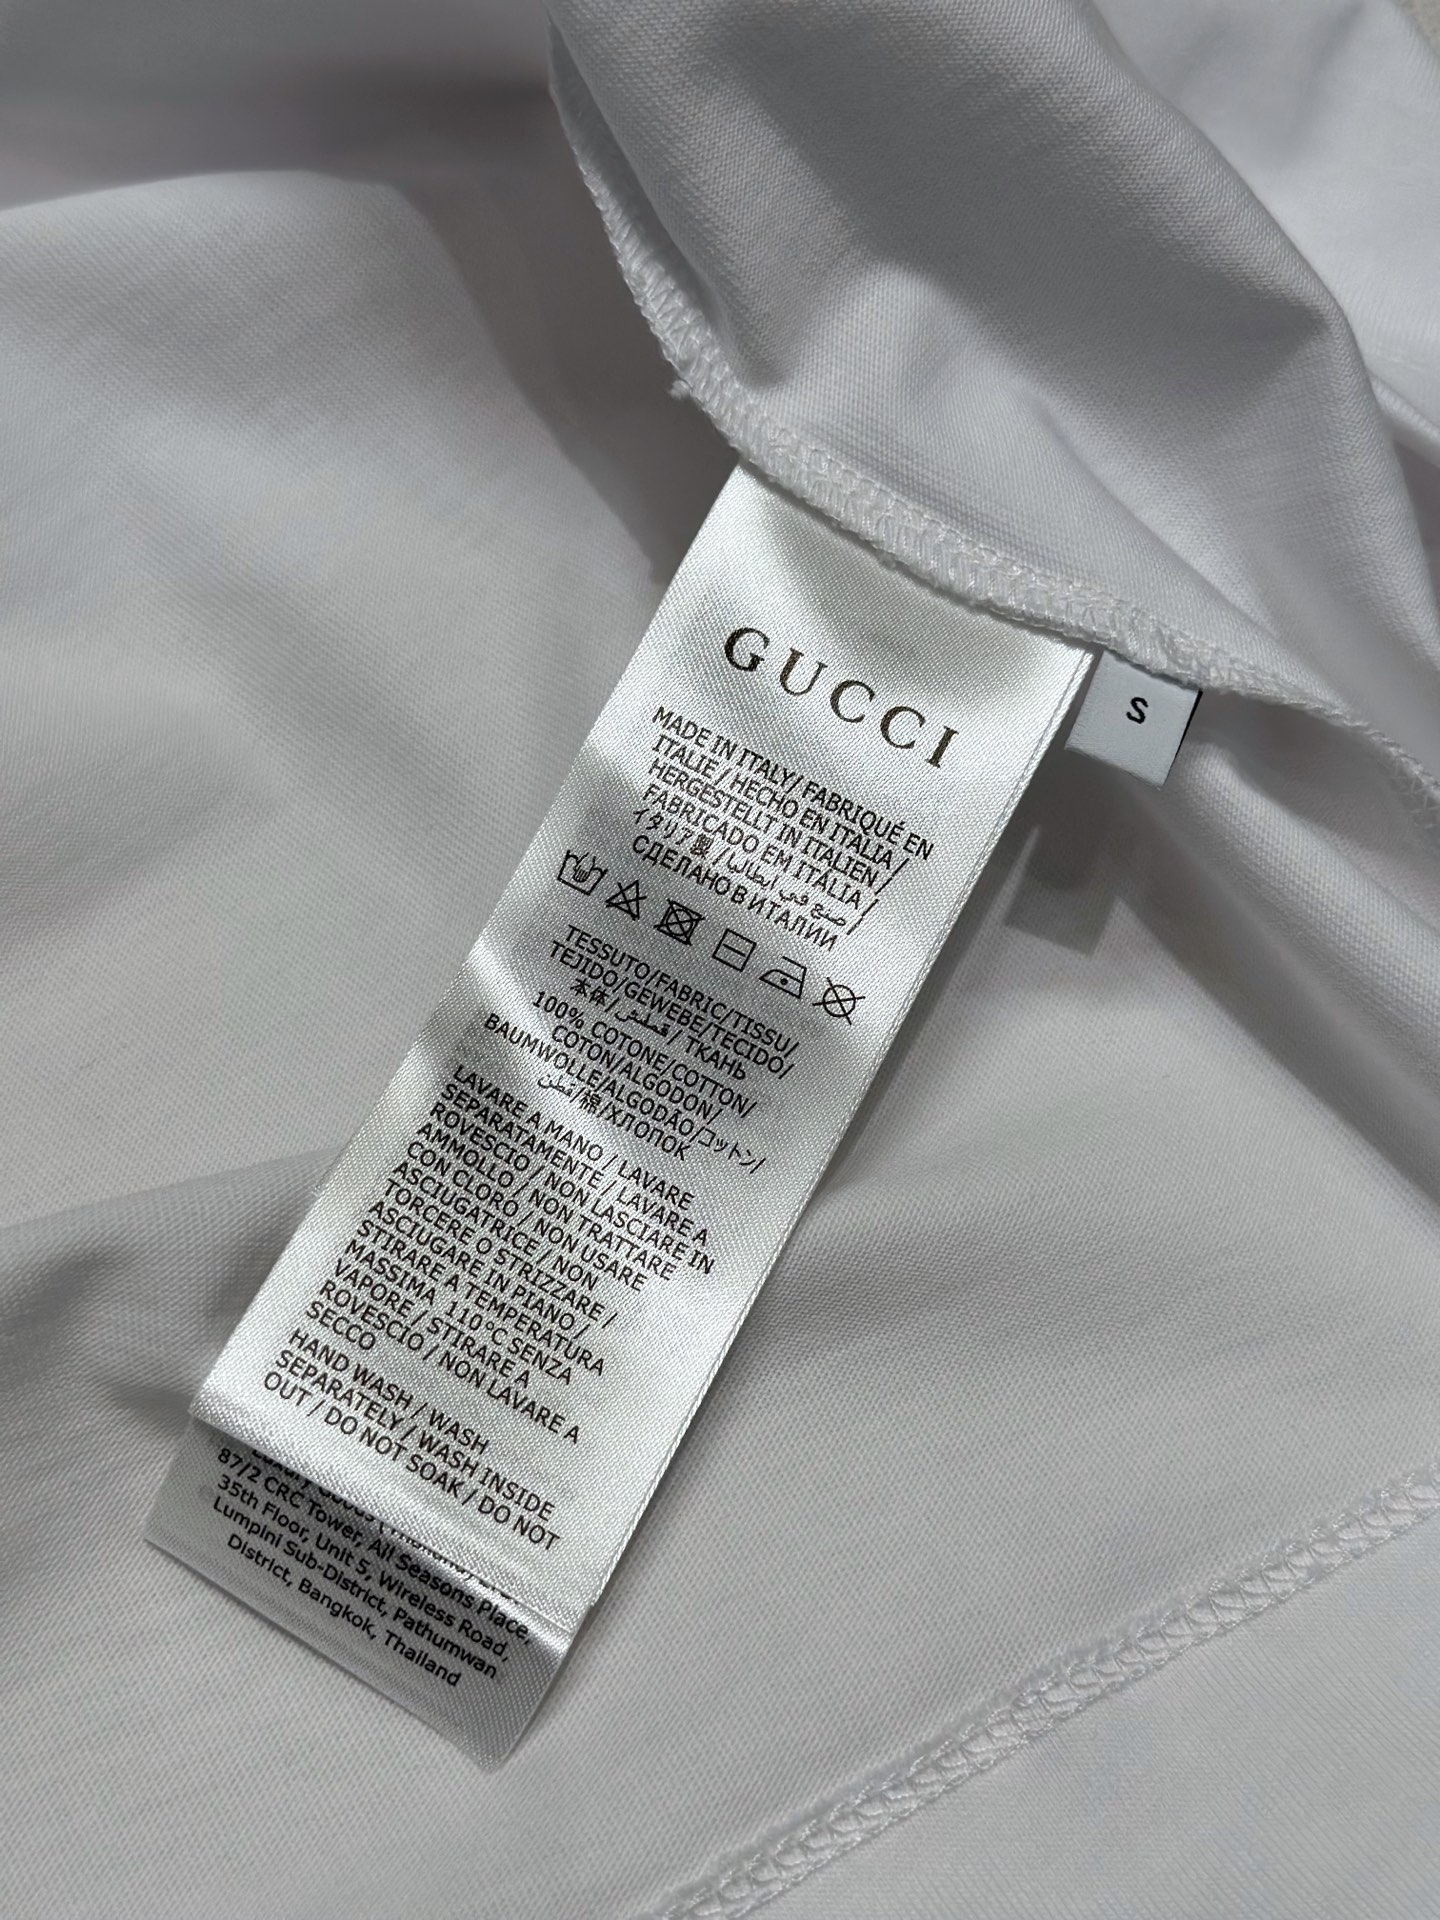 GUCCI
S
MADE IN ITALY/ FABRIQUÉ EN
ITALIE / HECHO EN ITALIA /
HERGESTELLT IN ITALIEN /
FABRICADO EM ITÁLIA /
イタリア製 / صنع في ايطاليا /
СДЕЛАНО В ИТАЛИИ
TESSUTO/FABRIC/TISSU/
TEJIDO/GEWEBE/TECIDO/
本体/ قطيش / ТКАНЬ
100% COTONE/COTTON/
COTON/ALGODON/
BAUMWOLLE/ALGODÃO/コットン/
قطن/棉/ХЛОПОК
LAVARE A MANO / LAVARE
SEPARATAMENTE / LAVARE A
ROVESCIO / NON LASCIARE IN
AMMOLLO / NON TRATTARE
CON CLORO / NON USARE
ASCIUGATRICE / NON
TORCERE O STRIZZARE /
ASCIUGARE IN PIANO /
STIRARE A TEMPERATURA
MASSIMA 110°C SENZA
VAPORE / STIRARE A
ROVESCIO / NON LAVARE A
SECCO
HAND WASH / WASH
SEPARATELY / WASH INSIDE
OUT / DO NOT SOAK / DO NOT
87/2 CRC Tower, All Seasons Place,
35th Floor, Unit 5, Wireless Road,
Lumpini Sub-District, Pathumwan
District, Bangkok, Thailand